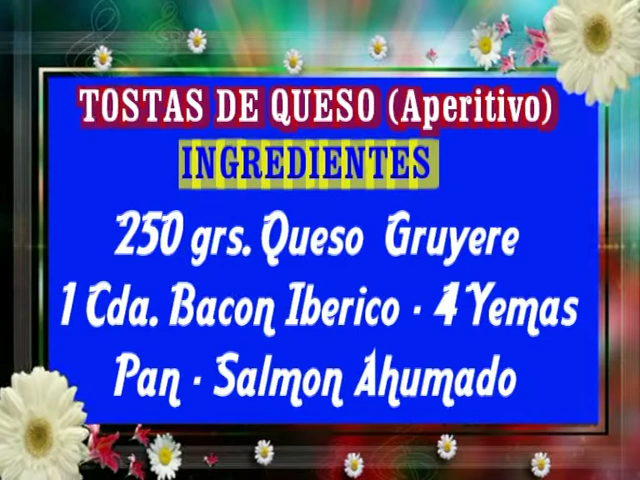 TOSTAS DE QUESO (Aperitivo)
INGREDIENTES
250 grs. Queso Gruyere
1 Cda. Bacon Iberico - 4 Yemas
Pan - Salmon Ahumado